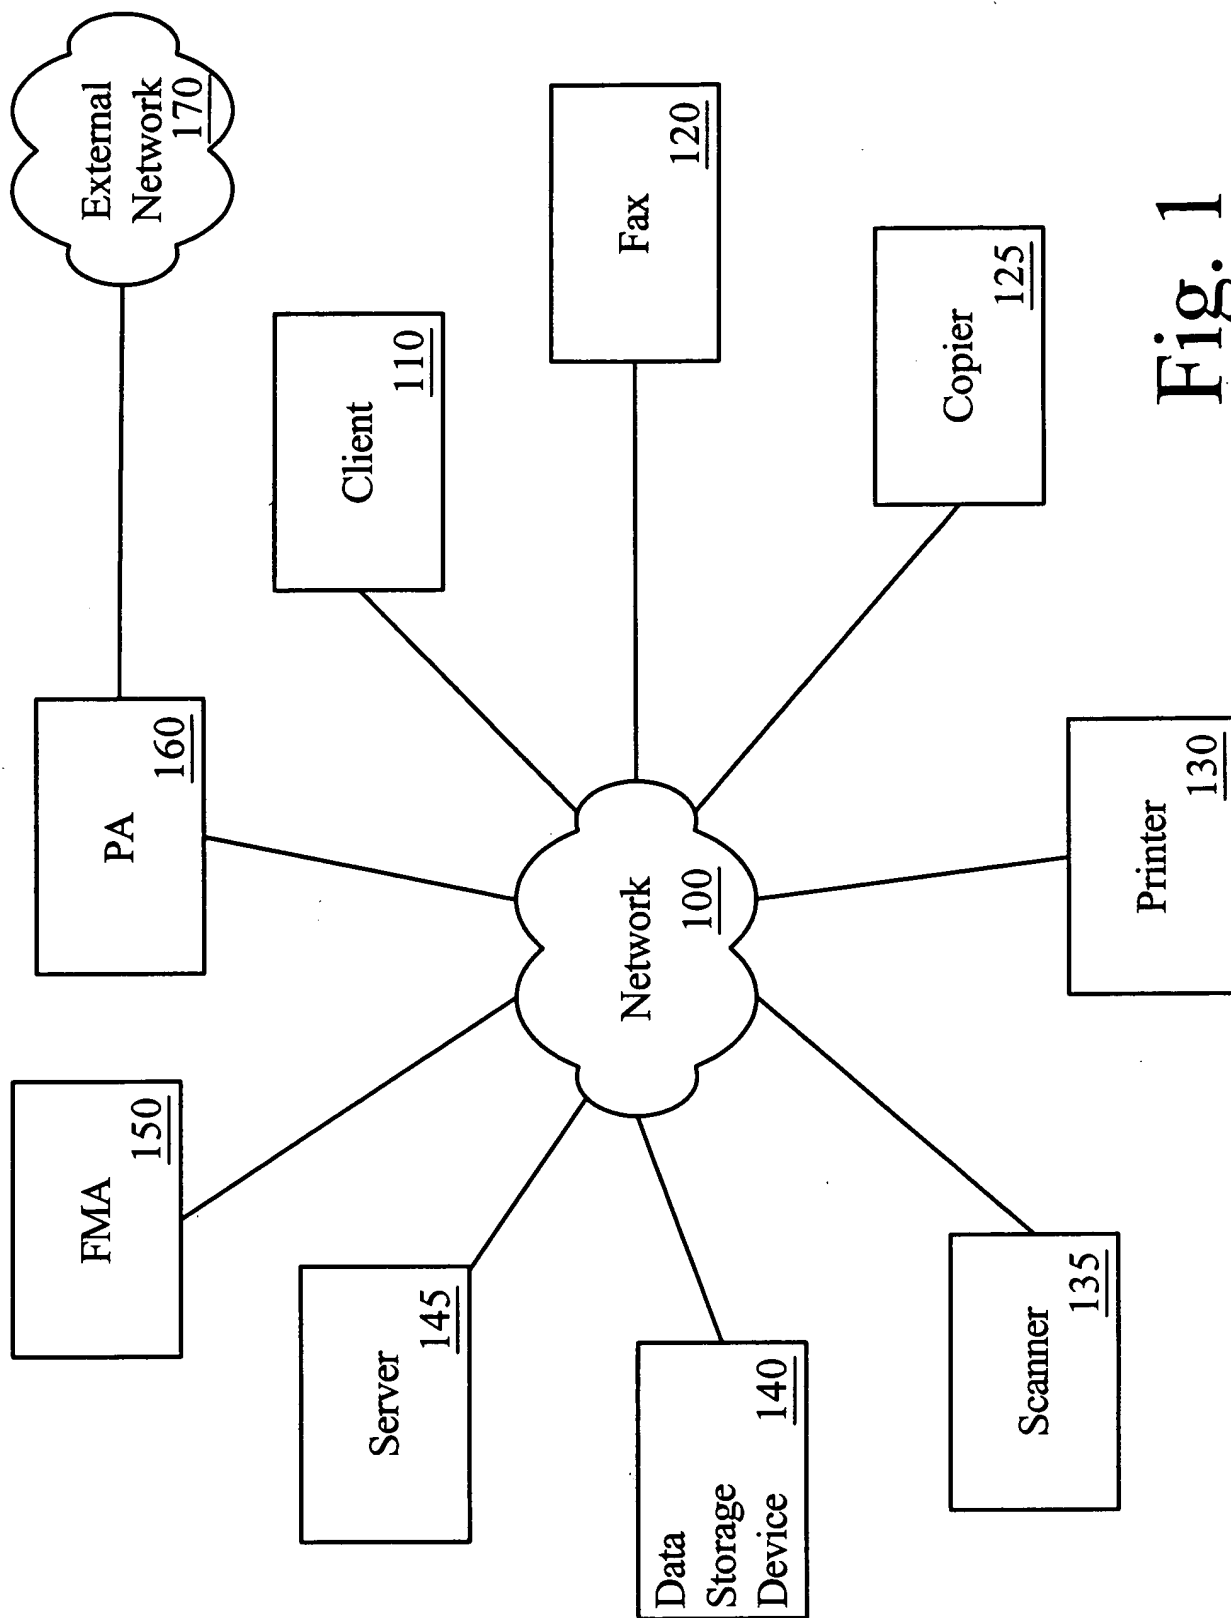 External
Network
170
PA
160
FMA
150
Client
110
Server
145
Network
100
Fax
120
Data
Storage
Device
140
Copier
125
Scanner
135
Printer
130
Fig. 1